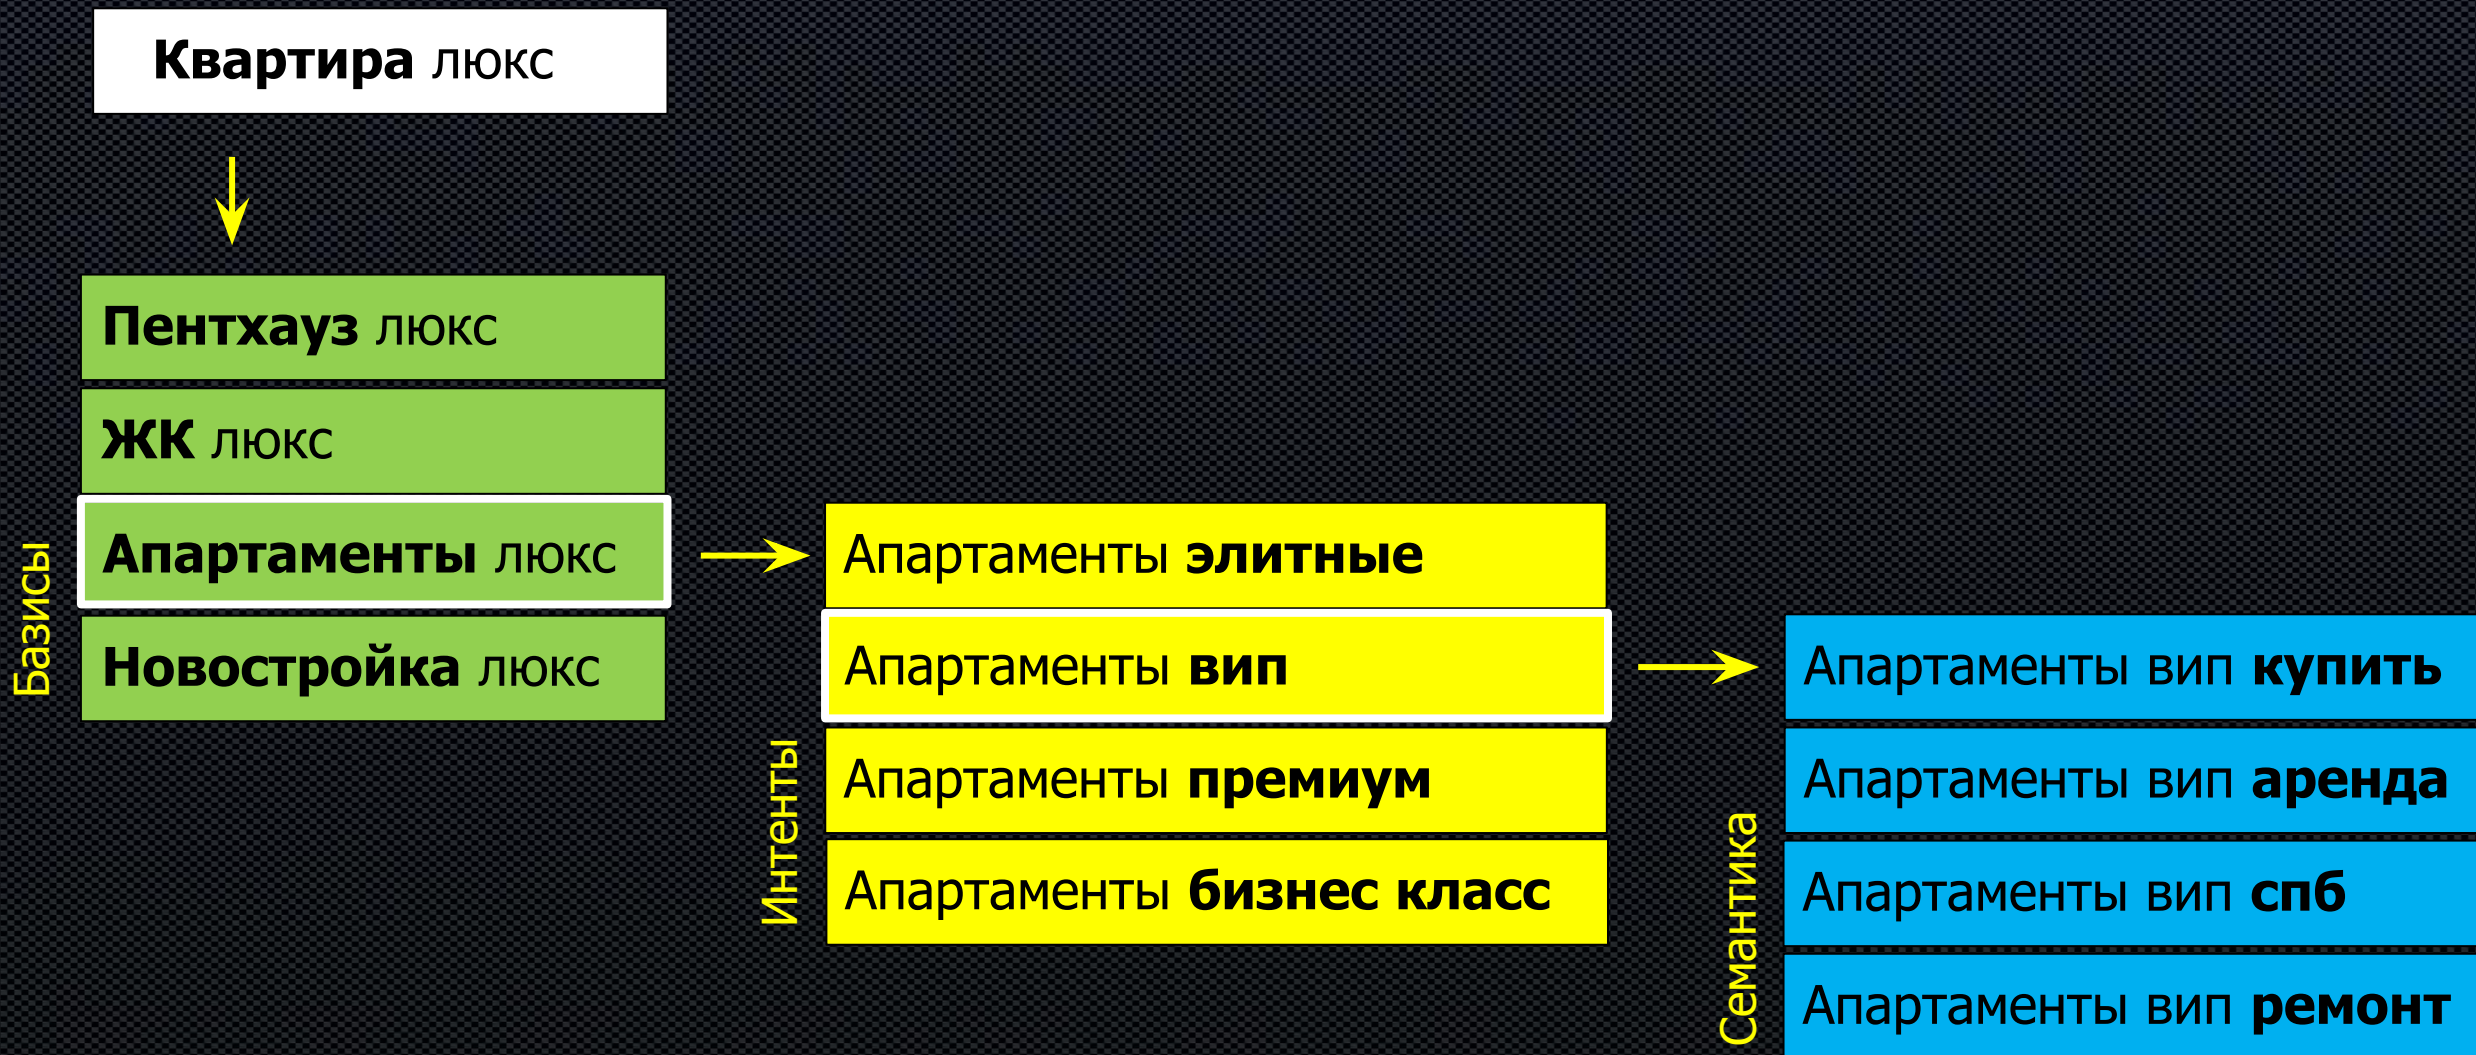 Квартира люкс
Базисы
Пентхауз люкс
ЖК люкс
Апартаменты люкс
Новостройка люкс
Интенты
Апартаменты элитные
Апартаменты вип
Апартаменты премиум
Апартаменты бизнес класс
Семантика
Апартаменты вип купить
Апартаменты вип аренда
Апартаменты вип спб
Апартаменты вип ремонт